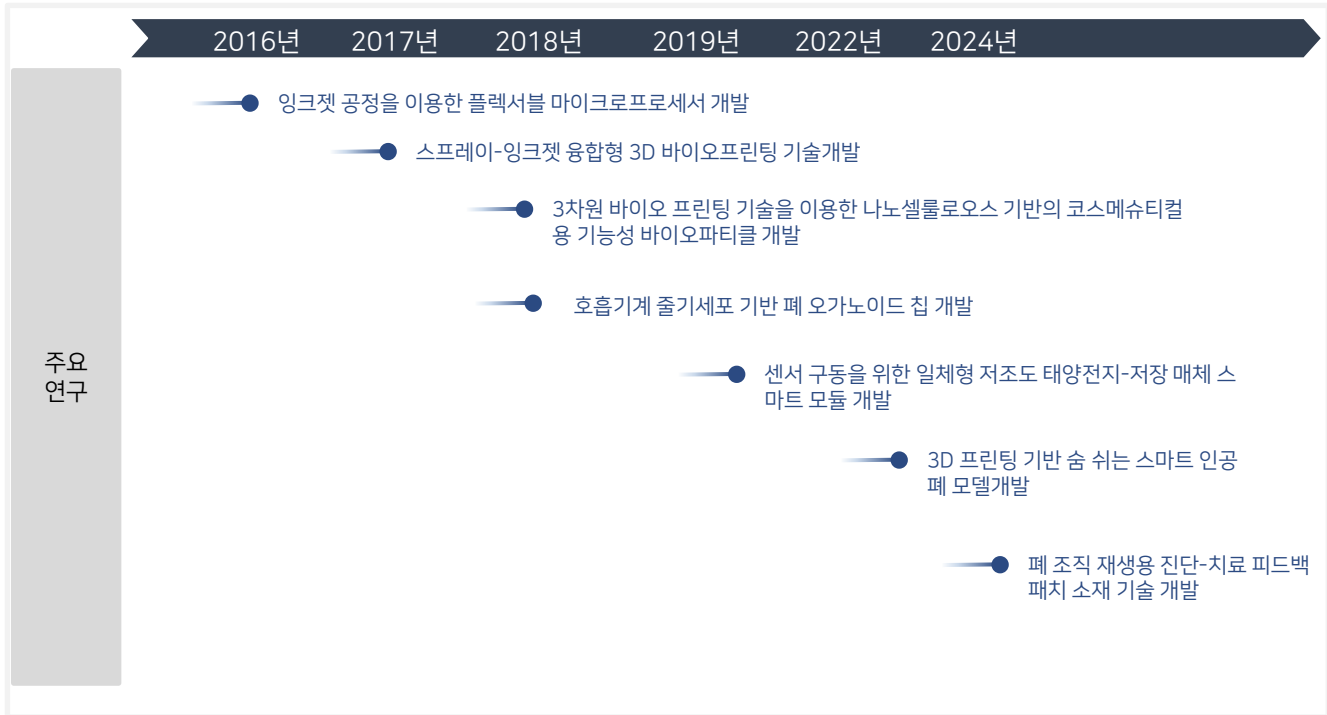 2016년 2017년 2018년 2019년 2022년 2024년
주요
연구
잉크젯 공정을 이용한 플렉서블 마이크로프로세서 개발
스프레이-잉크젯 융합형 3D 바이오프린팅 기술개발
3차원 바이오 프린팅 기술을 이용한 나노셀룰로오스 기반의 코스메슈티컬
용 기능성 바이오파티클 개발
호흡기계 줄기세포 기반 폐 오가노이드 칩 개발
센서 구동을 위한 일체형 저조도 태양전지-저장 매체 스
마트 모듈 개발
3D 프린팅 기반 숨 쉬는 스마트 인공
폐 모델개발
폐 조직 재생용 진단-치료 피드백
패치 소재 기술 개발